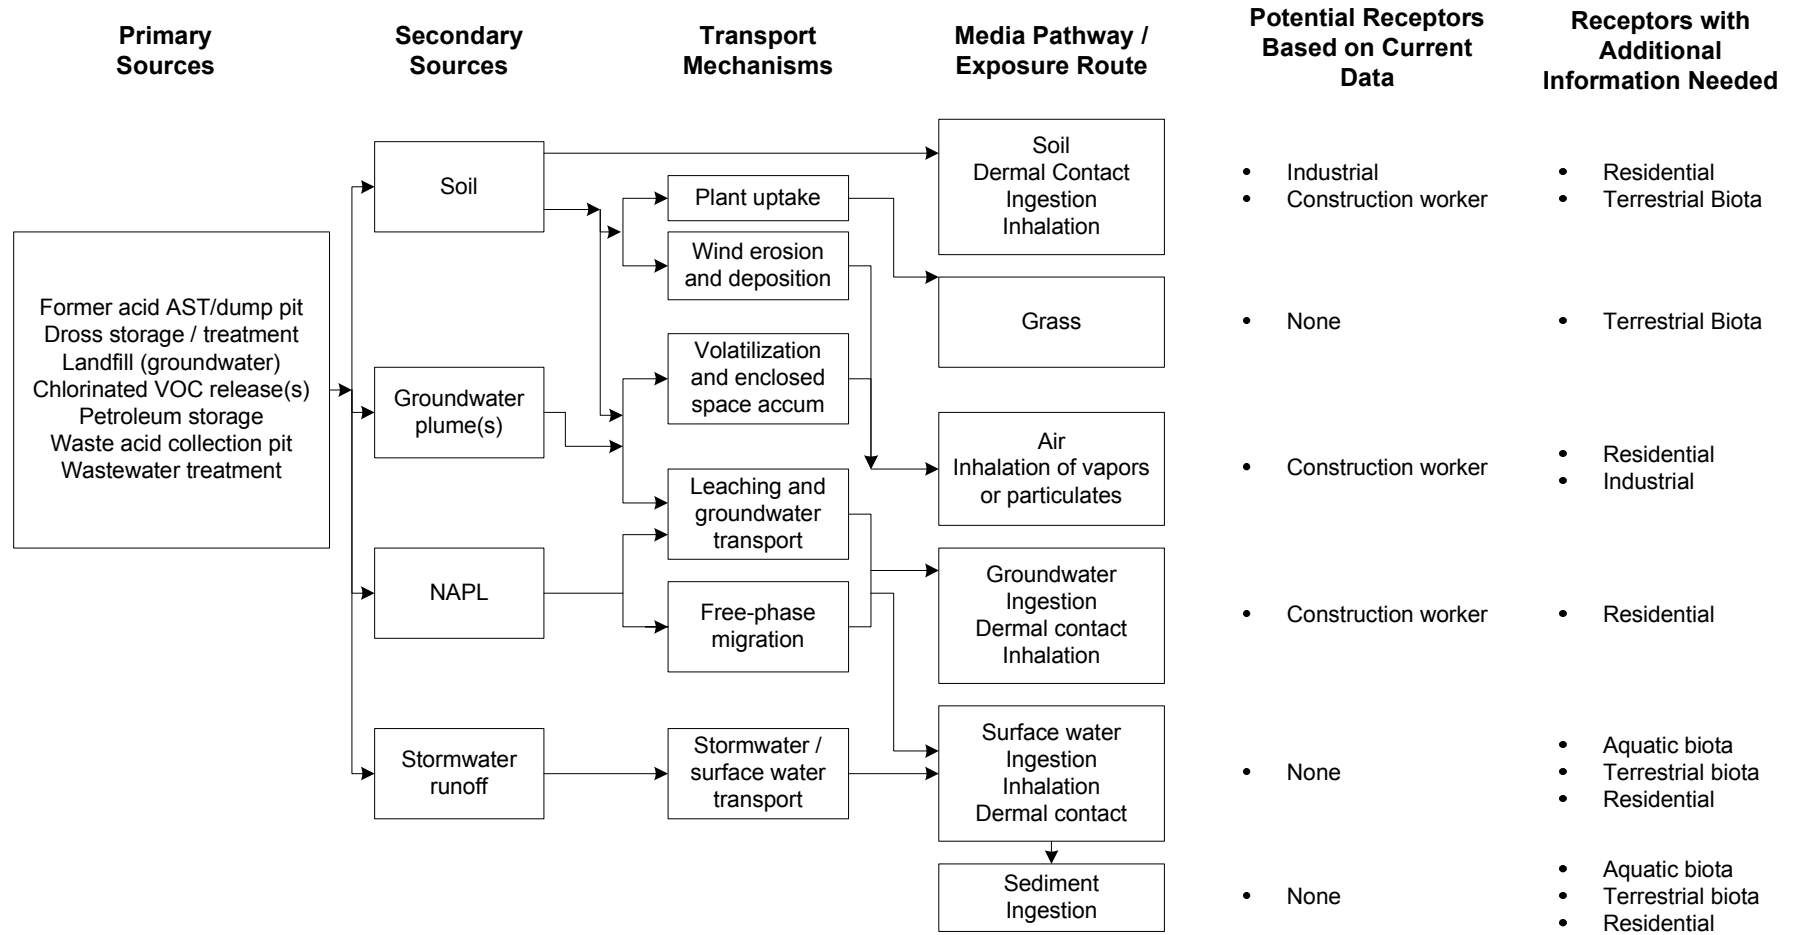 Primary
Sources
Secondary
Sources
Transport
Mechanisms
Media Pathway /
Exposure Route
Potential Receptors
Based on Current
Data
Receptors with
Additional
Information Needed
Former acid AST/dump pit
Dross storage / treatment
Landfill (groundwater)
Chlorinated VOC release(s)
Petroleum storage
Waste acid collection pit
Wastewater treatment
Soil
Groundwater
plume(s)
NAPL
Stormwater
runoff
Plant uptake
Wind erosion
and deposition
Volatilization
and enclosed
space accum
Leaching and
groundwater
transport
Free-phase
migration
Stormwater /
surface water
transport
Soil
Dermal Contact
Ingestion
Inhalation
Grass
Air
Inhalation of vapors
or particulates
Groundwater
Ingestion
Dermal contact
Inhalation
Surface water
Ingestion
Inhalation
Dermal contact
Sediment
Ingestion
• Industrial
• Construction worker
• None
• Construction worker
• Construction worker
• None
• None
• Residential
• Terrestrial Biota
• Terrestrial Biota
• Residential
• Industrial
• Residential
• Aquatic biota
• Terrestrial biota
• Residential
• Aquatic biota
• Terrestrial biota
• Residential